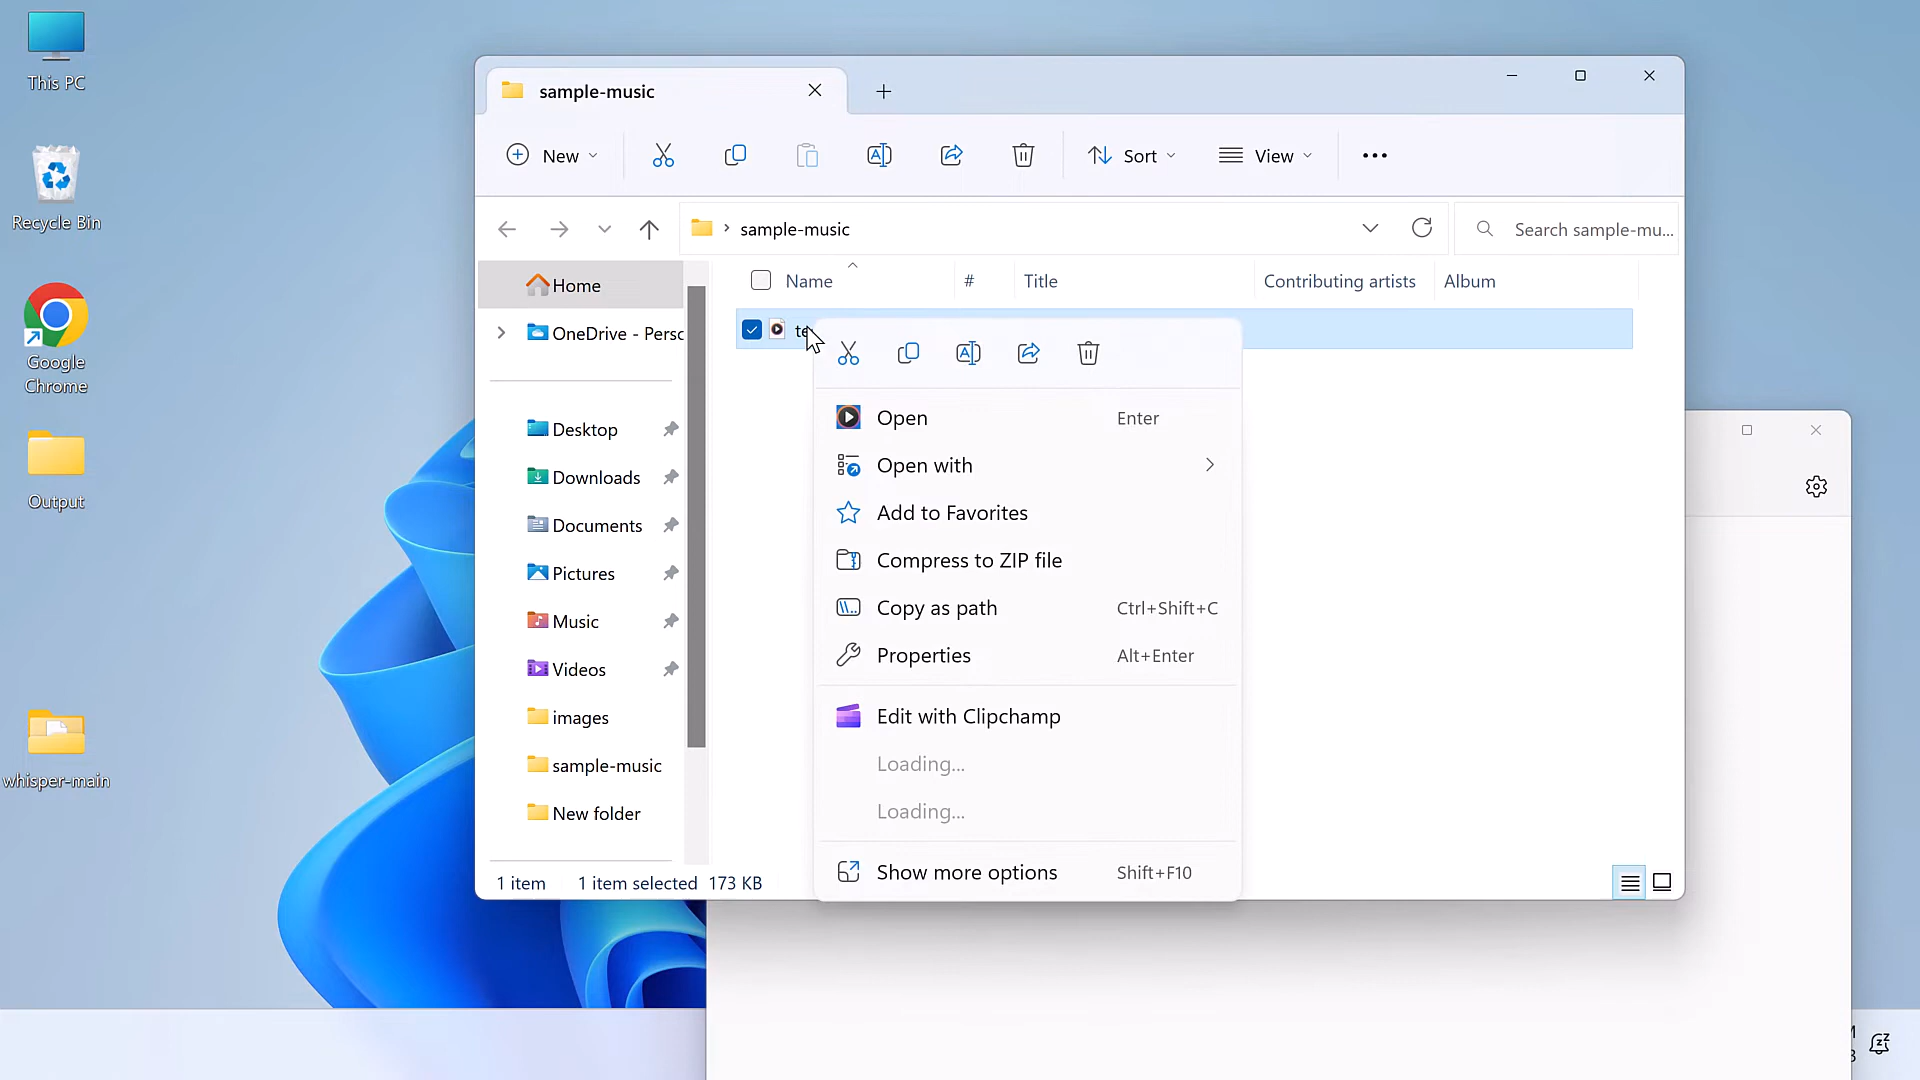 This PC
Recycle Bin
Google
Chrome
Output
whisper-main
sample-music
New
Sort
View
sample-music
Search sample-mu...
Home
OneDrive - Persc
Desktop
Downloads
Documents
Pictures
Music
Videos
images
sample-music
New folder
Name # Title Contributing artists Album
te
Open Enter
Open with
Add to Favorites
Compress to ZIP file
Copy as path Ctrl+Shift+C
Properties Alt+Enter
Edit with Clipchamp
Loading...
Loading...
Show more options Shift+F10
1 item 1 item selected 173 KB